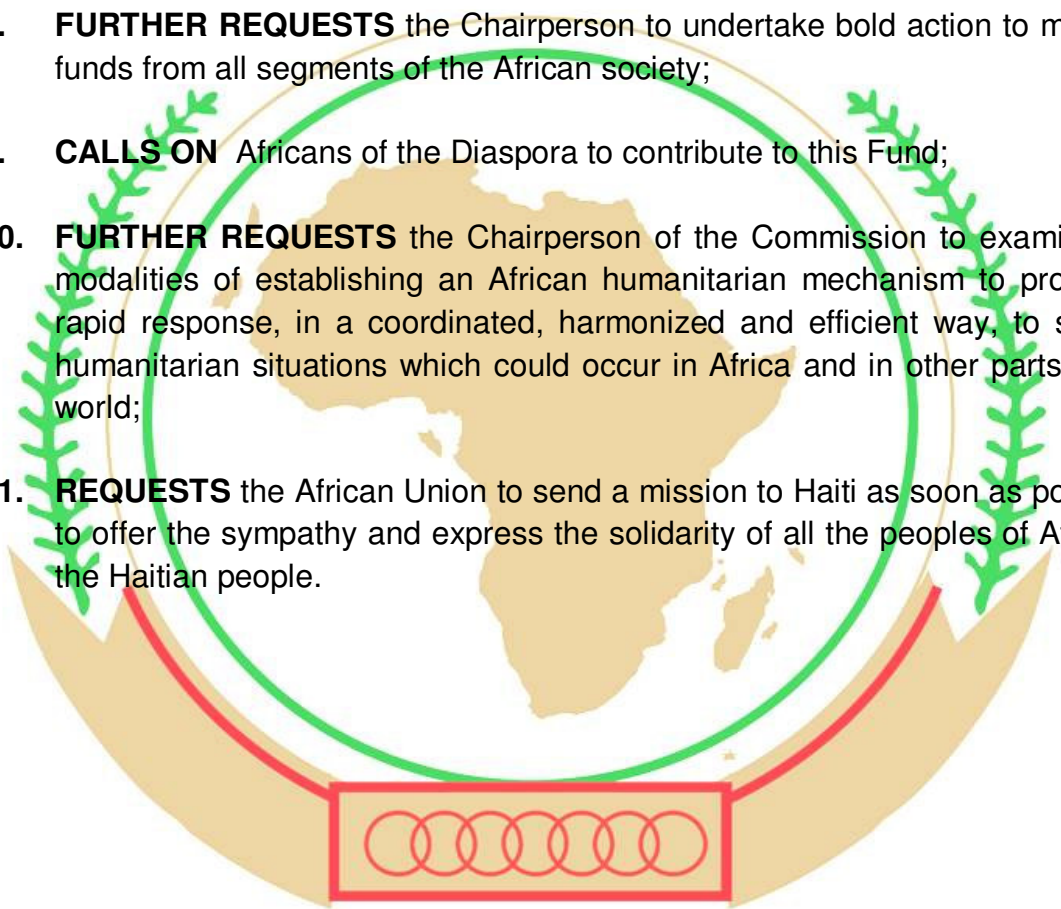 . FURTHER REQUESTS the Chairperson to undertake bold action to m
funds from all segments of the African society;
. CALLS ON Africans of the Diaspora to contribute to this Fund;
0. FURTHER REQUESTS the Chairperson of the Commission to exami
modalities of establishing an African humanitarian mechanism to pro
rapid response, in a coordinated, harmonized and efficient way, to s
humanitarian situations which could occur in Africa and in other parts
world;
1. REQUESTS the African Union to send a mission to Haiti as soon as po
to offer the sympathy and express the solidarity of all the peoples of A
the Haitian people.